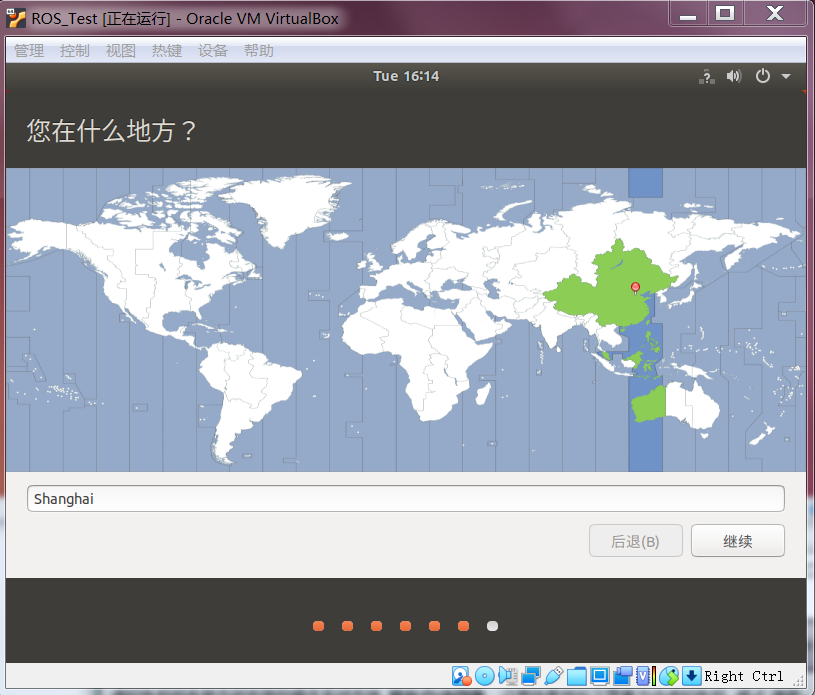 ROS_Test [正在运行] - Oracle VM VirtualBox
管理 控制 视图 热键 设备 帮助
Tue 16:14
您在什么地方？
Shanghai
后退(B) 继续
Right Ctrl